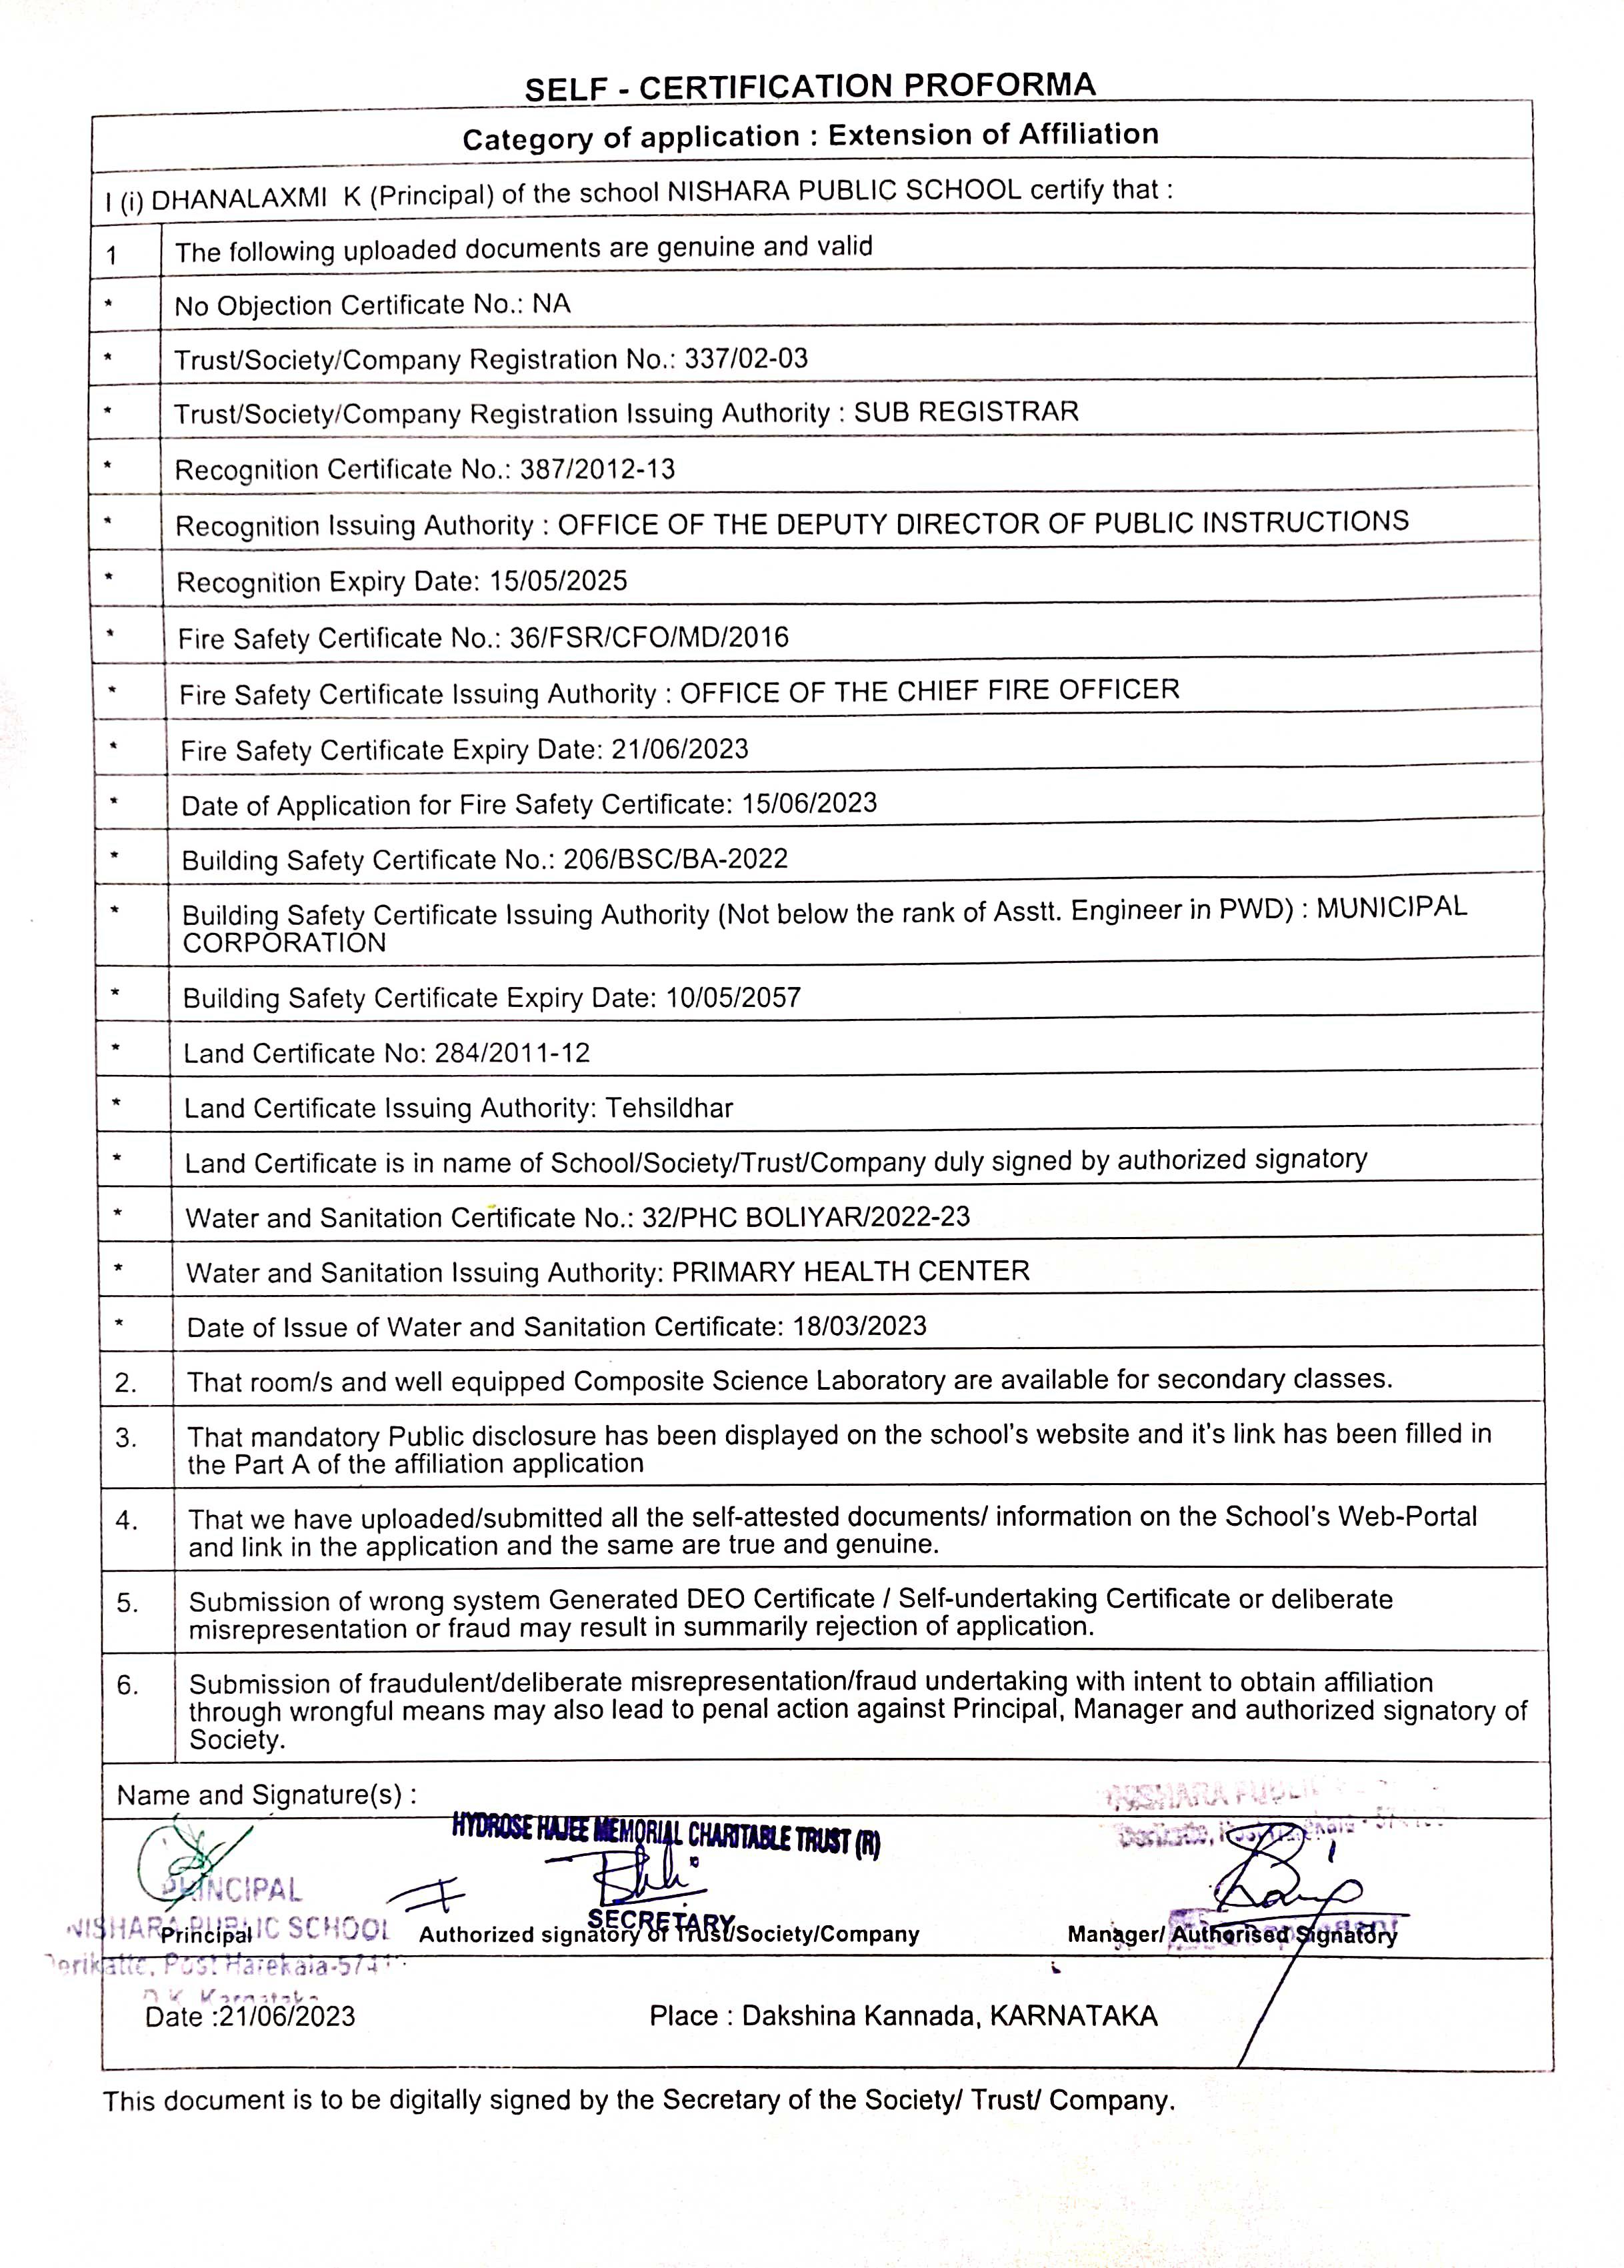 SELF - CERTIFICATION PROFORMA
Category of application : Extension of Affiliation
I (i) DHANALAXMI K (Principal) of the school NISHARA PUBLIC SCHOOL certify that :
1 The following uploaded documents are genuine and valid
* No Objection Certificate No.: NA
* Trust/Society/Company Registration No.: 337/02-03
* Trust/Society/Company Registration Issuing Authority : SUB REGISTRAR
* Recognition Certificate No.: 387/2012-13
* Recognition Issuing Authority : OFFICE OF THE DEPUTY DIRECTOR OF PUBLIC INSTRUCTIONS
* Recognition Expiry Date: 15/05/2025
* Fire Safety Certificate No.: 36/FSR/CFO/MD/2016
* Fire Safety Certificate Issuing Authority : OFFICE OF THE CHIEF FIRE OFFICER
* Fire Safety Certificate Expiry Date: 21/06/2023
* Date of Application for Fire Safety Certificate: 15/06/2023
* Building Safety Certificate No.: 206/BSC/BA-2022
* Building Safety Certificate Issuing Authority (Not below the rank of Asstt. Engineer in PWD) : MUNICIPAL
CORPORATION
* Building Safety Certificate Expiry Date: 10/05/2057
* Land Certificate No: 284/2011-12
* Land Certificate Issuing Authority: Tehsildhar
* Land Certificate is in name of School/Society/Trust/Company duly signed by authorized signatory
* Water and Sanitation Certificate No.: 32/PHC BOLIYAR/2022-23
* Water and Sanitation Issuing Authority: PRIMARY HEALTH CENTER
* Date of Issue of Water and Sanitation Certificate: 18/03/2023
2. That room/s and well equipped Composite Science Laboratory are available for secondary classes.
3. That mandatory Public disclosure has been displayed on the school's website and it's link has been filled in
the Part A of the affiliation application
4. That we have uploaded/submitted all the self-attested documents/ information on the School's Web-Portal
and link in the application and the same are true and genuine.
5. Submission of wrong system Generated DEO Certificate / Self-undertaking Certificate or deliberate
misrepresentation or fraud may result in summarily rejection of application.
6. Submission of fraudulent/deliberate misrepresentation/fraud undertaking with intent to obtain affiliation
through wrongful means may also lead to penal action against Principal, Manager and authorized signatory of
Society.
Name and Signature(s) :
NISHARA PUBLIC
HYDROSE HAJEE MEMORIAL CHARITABLE TRUST (R)
PRINCIPAL
SECRETARY
NISHARA PUBLIC SCHOOL
Principal Authorized signatory of Trust/Society/Company Manager/ Authorised Signatory
Post Harekala
Date :21/06/2023 Place : Dakshina Kannada, KARNATAKA
This document is to be digitally signed by the Secretary of the Society/ Trust/ Company.